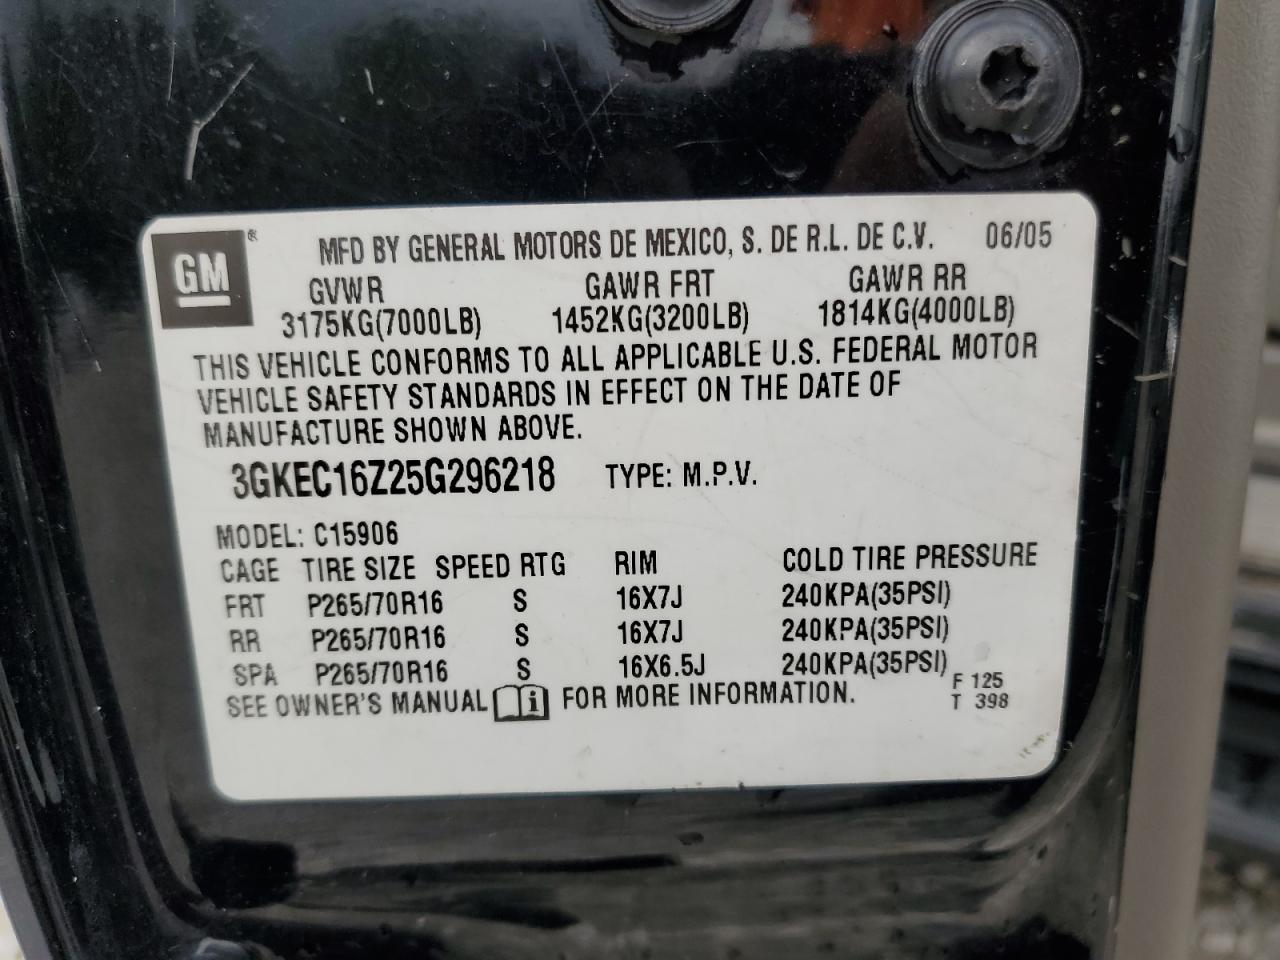 GM ® MFD BY GENERAL MOTORS DE MEXICO, S. DE R.L. DE C.V. 06/05
GVWR GAWR FRT GAWR RR
3175KG(7000LB) 1452KG(3200LB) 1814KG(4000LB)
THIS VEHICLE CONFORMS TO ALL APPLICABLE U.S. FEDERAL MOTOR
VEHICLE SAFETY STANDARDS IN EFFECT ON THE DATE OF
MANUFACTURE SHOWN ABOVE.
3GKEC16Z25G296218 TYPE: M.P.V.
MODEL: C15906
CAGE TIRE SIZE SPEED RTG RIM COLD TIRE PRESSURE
FRT P265/70R16 S 16X7J 240KPA(35PSI)
RR P265/70R16 S 16X7J 240KPA(35PSI)
SPA P265/70R16 S 16X6.5J 240KPA(35PSI)
SEE OWNER'S MANUAL i FOR MORE INFORMATION. F 125
T 398